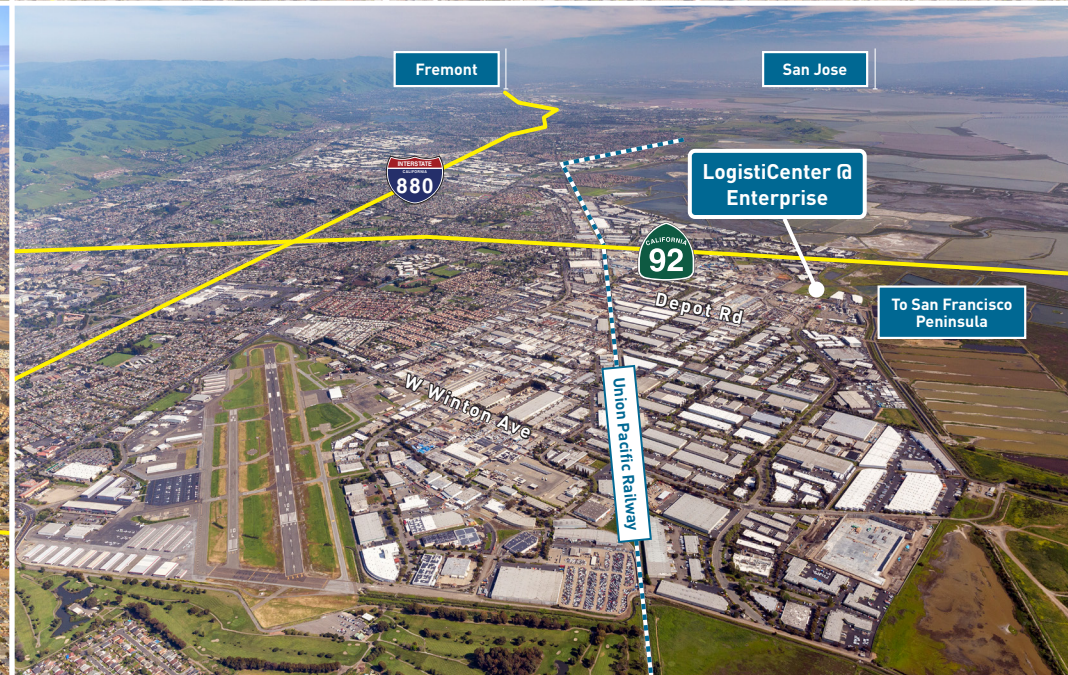 Fremont
San Jose
INTERSTATE
CALIFORNIA
880
LogistiCenter @
Enterprise
CALIFORNIA
92
Depot Rd
To San Francisco
Peninsula
W Winton Ave
Union Pacific Railway